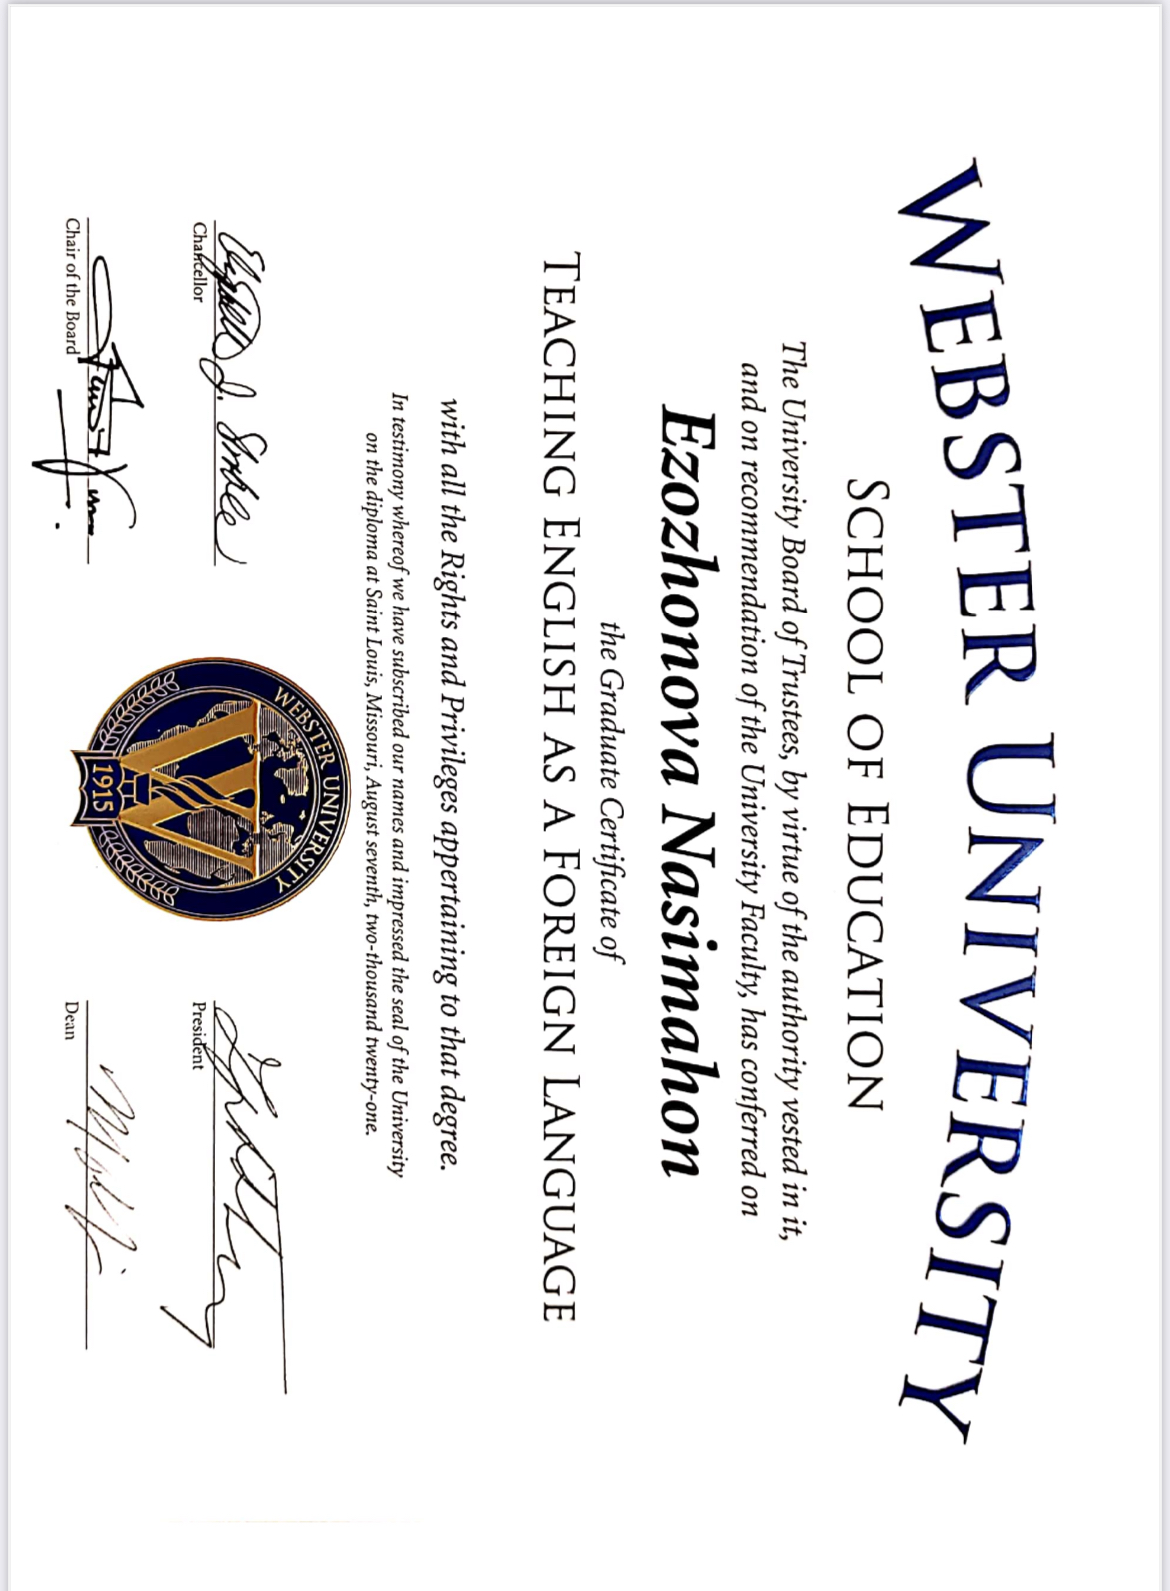 WEBSTER UNIVERSITY
SCHOOL OF EDUCATION
The University Board of Trustees, by virtue of the authority vested in it,
and on recommendation of the University Faculty, has conferred on
Ezozhonova Nasimahon
the Graduate Certificate of
TEACHING ENGLISH AS A FOREIGN LANGUAGE
with all the Rights and Privileges appertaining to that degree.
In testimony whereof we have subscribed our names and impressed the seal of the University
on the diploma at Saint Louis, Missouri, August seventh, two-thousand twenty-one.
WEBSTER UNIVERSITY
W
1915
Elizabeth J. Stroble
Chancellor
President
Chair of the Board
Dean